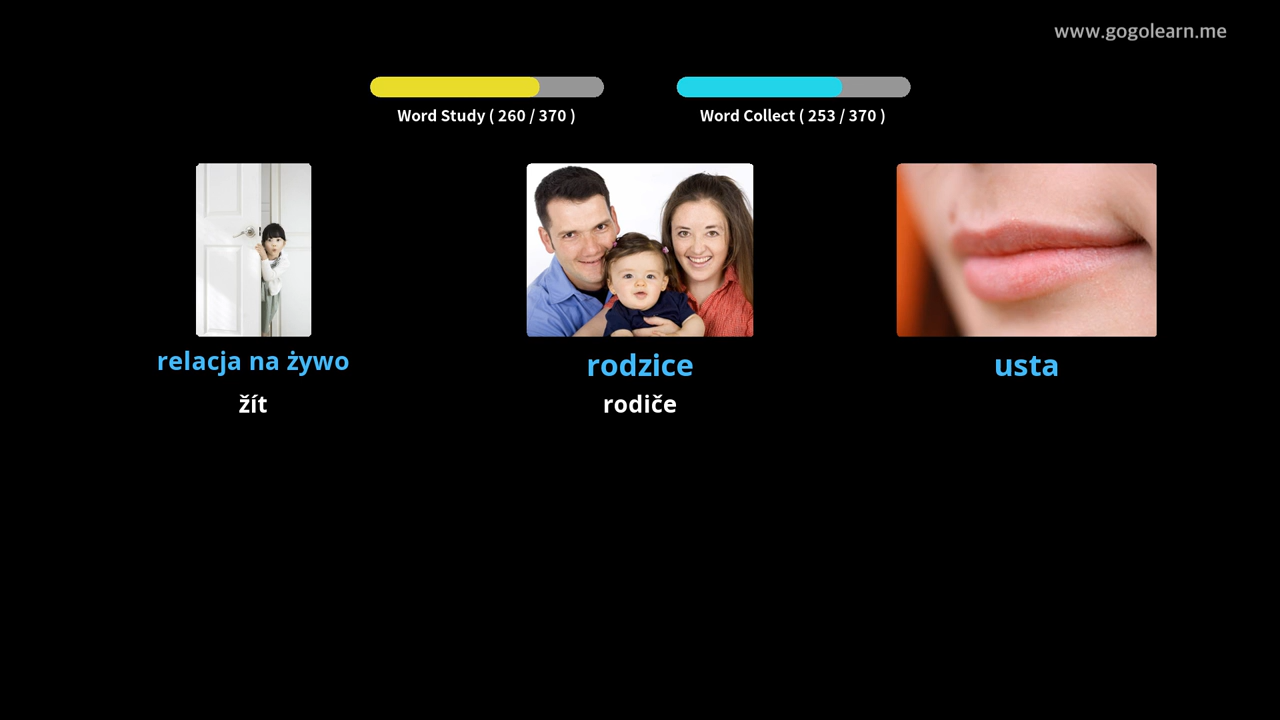 www.gogolearn.me
Word Study ( 260 / 370 )
Word Collect ( 253 / 370 )
relacja na żywo
rodzice
usta
žít
rodiče